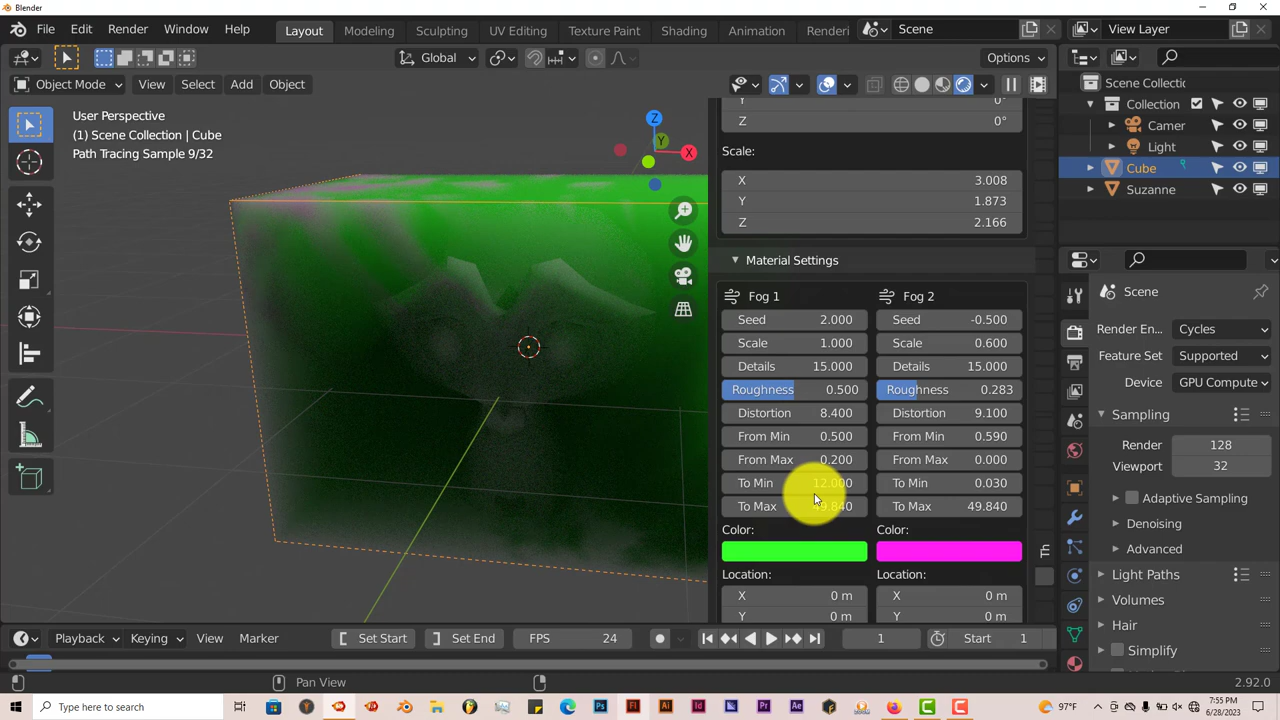 Blender
File Edit Render Window Help Layout Modeling Sculpting UV Editing Texture Paint Shading Animation Scene View Layer
Global Options
Object Mode View Select Add Object
User Perspective
(1) Scene Collection | Cube
Path Tracing Sample 9/32
Z
Y
X
Y 0°
Z 0°
Scale:
X 3.008
Y 1.873
Z 2.166
Material Settings
Fog 1
Seed 2.000
Scale 1.000
Details 15.000
Roughness 0.500
Distortion 8.400
From Min 0.500
From Max 0.200
To Min 12.000
To Max 49.840
Color:
Location:
X 0 m
Y 0 m
Fog 2
Seed -0.500
Scale 0.600
Details 15.000
Roughness 0.283
Distortion 9.100
From Min 0.590
From Max 0.000
To Min 0.030
To Max 49.840
Color:
Location:
X 0 m
Y 0 m
Scene Collectic
Collection
Camer
Light
Cube
Suzanne
Scene
Render En... Cycles
Feature Set Supported
Device GPU Compute
Sampling
Render 128
Viewport 32
Adaptive Sampling
Denoising
Advanced
Light Paths
Volumes
Hair
Simplify
Playback Keying View Marker Set Start Set End FPS 24 1 Start 1
Pan View 2.92.0
Type here to search 97°F 7:55 PM
6/28/2023